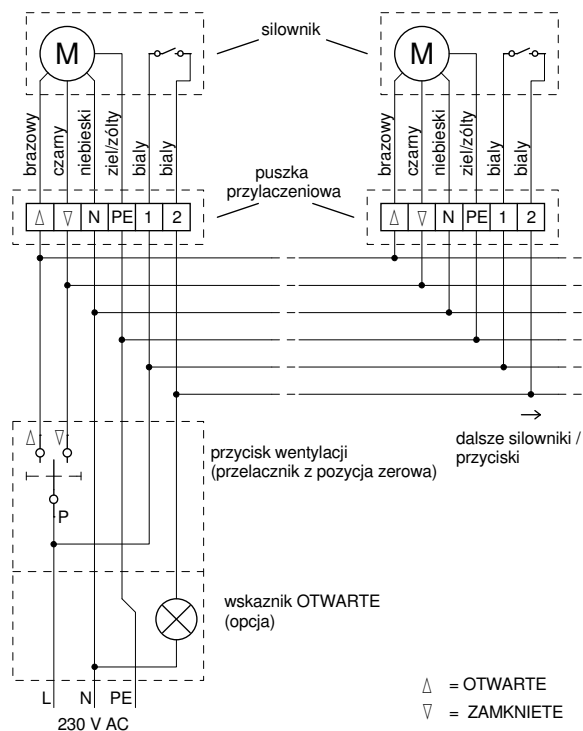 silownik
M
M
brazowy
czarny
niebieski
ziel/zólty
bialy
bialy
brazowy
czarny
niebieski
ziel/zólty
bialy
bialy
puszka
przylaczeniowa
N PE 1 2
N PE 1 2
dalsze silowniki /
przyciski
przycisk wentylacji
(przelacznik z pozycja zerowa)
P
wskaznik OTWARTE
(opcja)
L N PE
230 V AC
= OTWARTE
= ZAMKNIETE